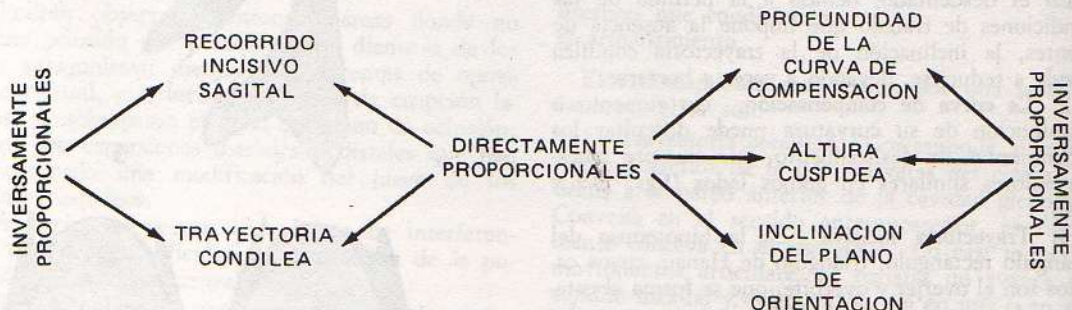 INVERSAMENTE
PROPORCIONALES
RECORRIDO
INCISIVO
SAGITAL
TRAYECTORIA
CONDILEA
DIRECTAMENTE
PROPORCIONALES
PROFUNDIDAD
DE LA
CURVA DE
COMPENSACION
ALTURA
CUSPIDEA
INCLINACION
DEL PLANO
DE
ORIENTACION
INVERSAMENTE
PROPORCIONALES